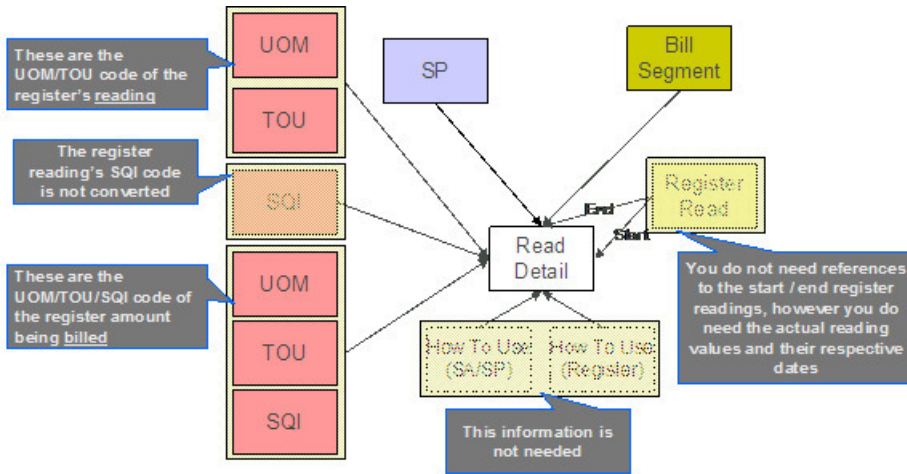 These are the
UOM/TOU code of the
register's reading
UOM
TOU
SP
Bill
Segment
The register
reading's SQI code
is not converted
SQI
Register
Read
End
Start
Read
Detail
These are the
UOM/TOU/SQI code of
the register amount
being billed
UOM
TOU
SQI
You do not need references
to the start / end register
readings, however you do
need the actual reading
values and their respective
dates
How To Use
(SA/SP)
How To Use
(Register)
This information is
not needed